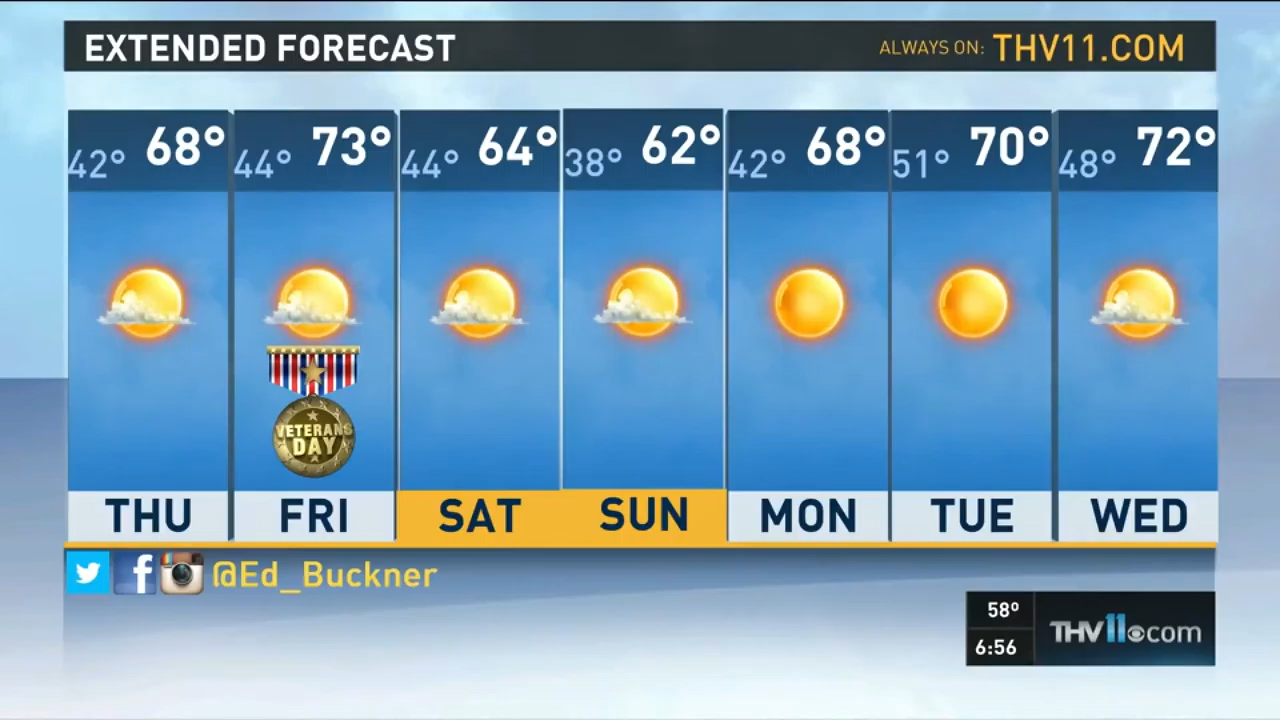 EXTENDED FORECAST
ALWAYS ON: THV11.COM
42° 68° 44° 73° 44° 64° 38° 62° 42° 68° 51° 70° 48° 72°
VETERANS
DAY
THU FRI SAT SUN MON TUE WED
@Ed_Buckner
58°
6:56
THV11.com